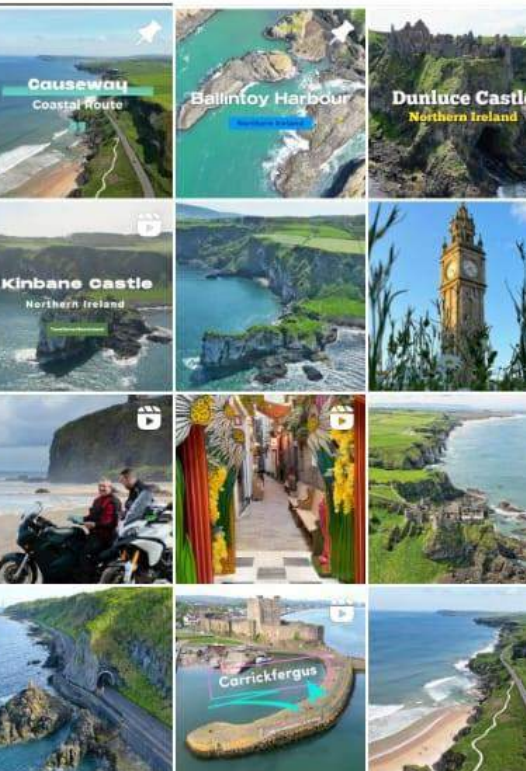 Causeway
Coastal Route
Ballintoy Harbour
Northern Ireland
Dunluce Castle
Northern Ireland
Kinbane Castle
Northern Ireland
Carrickfergus